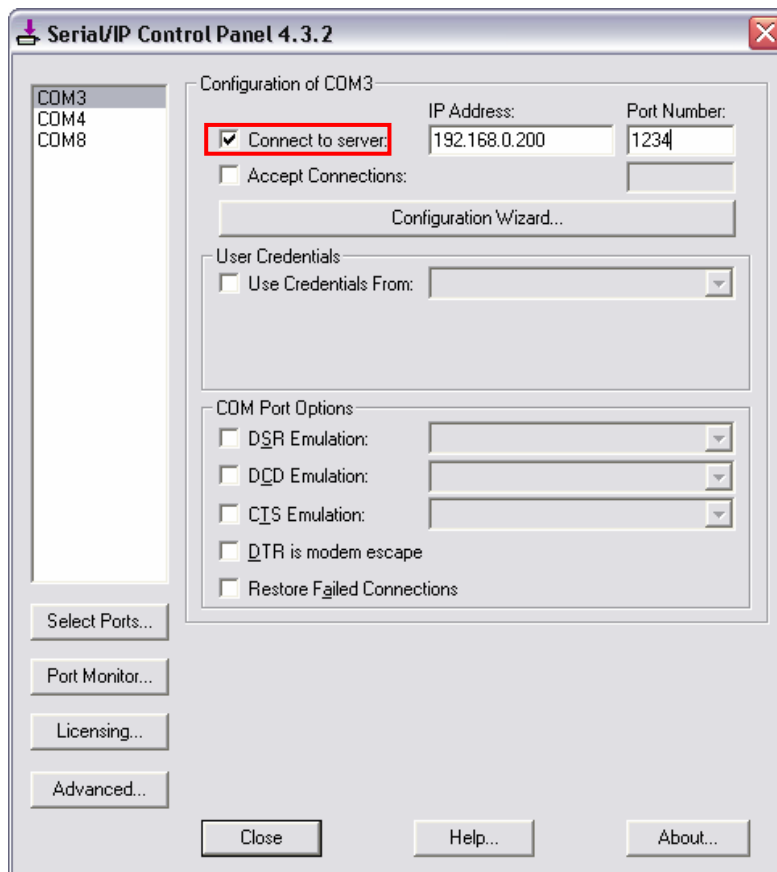 Serial/IP Control Panel 4.3.2
COM3
COM4
COM8
Configuration of COM3
IP Address: Port Number:
Connect to server: 192.168.0.200 1234
Accept Connections:
Configuration Wizard...
User Credentials
Use Credentials From:
COM Port Options
DSR Emulation:
DCD Emulation:
CTS Emulation:
DTR is modem escape
Restore Failed Connections
Select Ports...
Port Monitor...
Licensing...
Advanced...
Close Help... About...